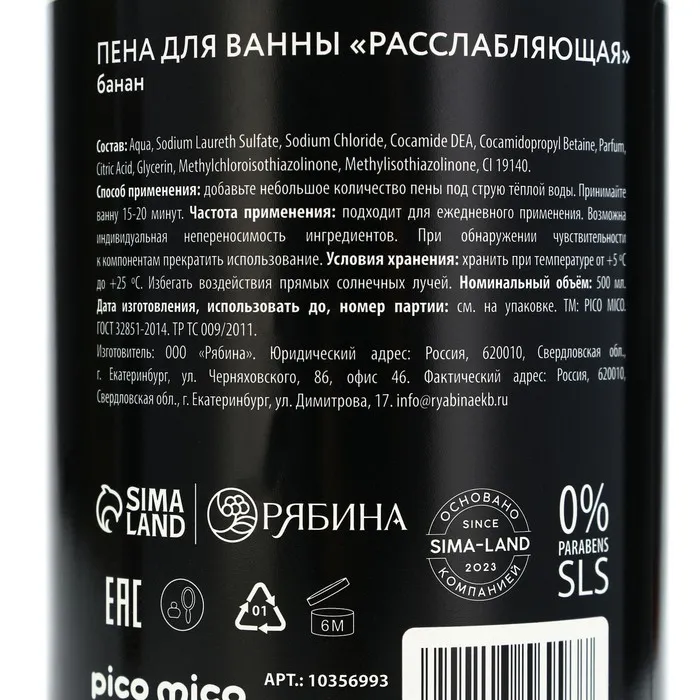 ПЕНА ДЛЯ ВАННЫ «РАССЛАБЛЯЮЩАЯ»
банан
Состав: Aqua, Sodium Laureth Sulfate, Sodium Chloride, Cocamide DEA, Cocamidopropyl Betaine, Parfum,
Citric Acid, Glycerin, Methylchloroisothiazolinone, Methylisothiazolinone, CI 19140.
Способ применения: добавьте небольшое количество пены под струю тёплой воды. Принимайте
ванну 15-20 минут. Частота применения: подходит для ежедневного применения. Возможна
индивидуальная непереносимость ингредиентов. При обнаружении чувствительности
к компонентам прекратить использование. Условия хранения: хранить при температуре от +5 °C
до +25 °C. Избегать воздействия прямых солнечных лучей. Номинальный объём: 500 мл.
Дата изготовления, использовать до, номер партии: см. на упаковке. ТМ: PICO MICO.
ГОСТ 32851-2014. ТР ТС 009/2011.
Изготовитель: ООО «Рябина». Юридический адрес: Россия, 620010, Свердловская обл.,
г. Екатеринбург, ул. Черняховского, 86, офис 46. Фактический адрес: Россия, 620010,
Свердловская обл., г. Екатеринбург, ул. Димитрова, 17. info@ryabinaekb.ru
SIMA
LAND
РЯБИНА
ОСНОВАНО
SINCE
SIMA-LAND
2023
КОМПАНИЕЙ
0%
PARABENS
SLS
EAC
01
6M
pico mico
АРТ.: 10356993